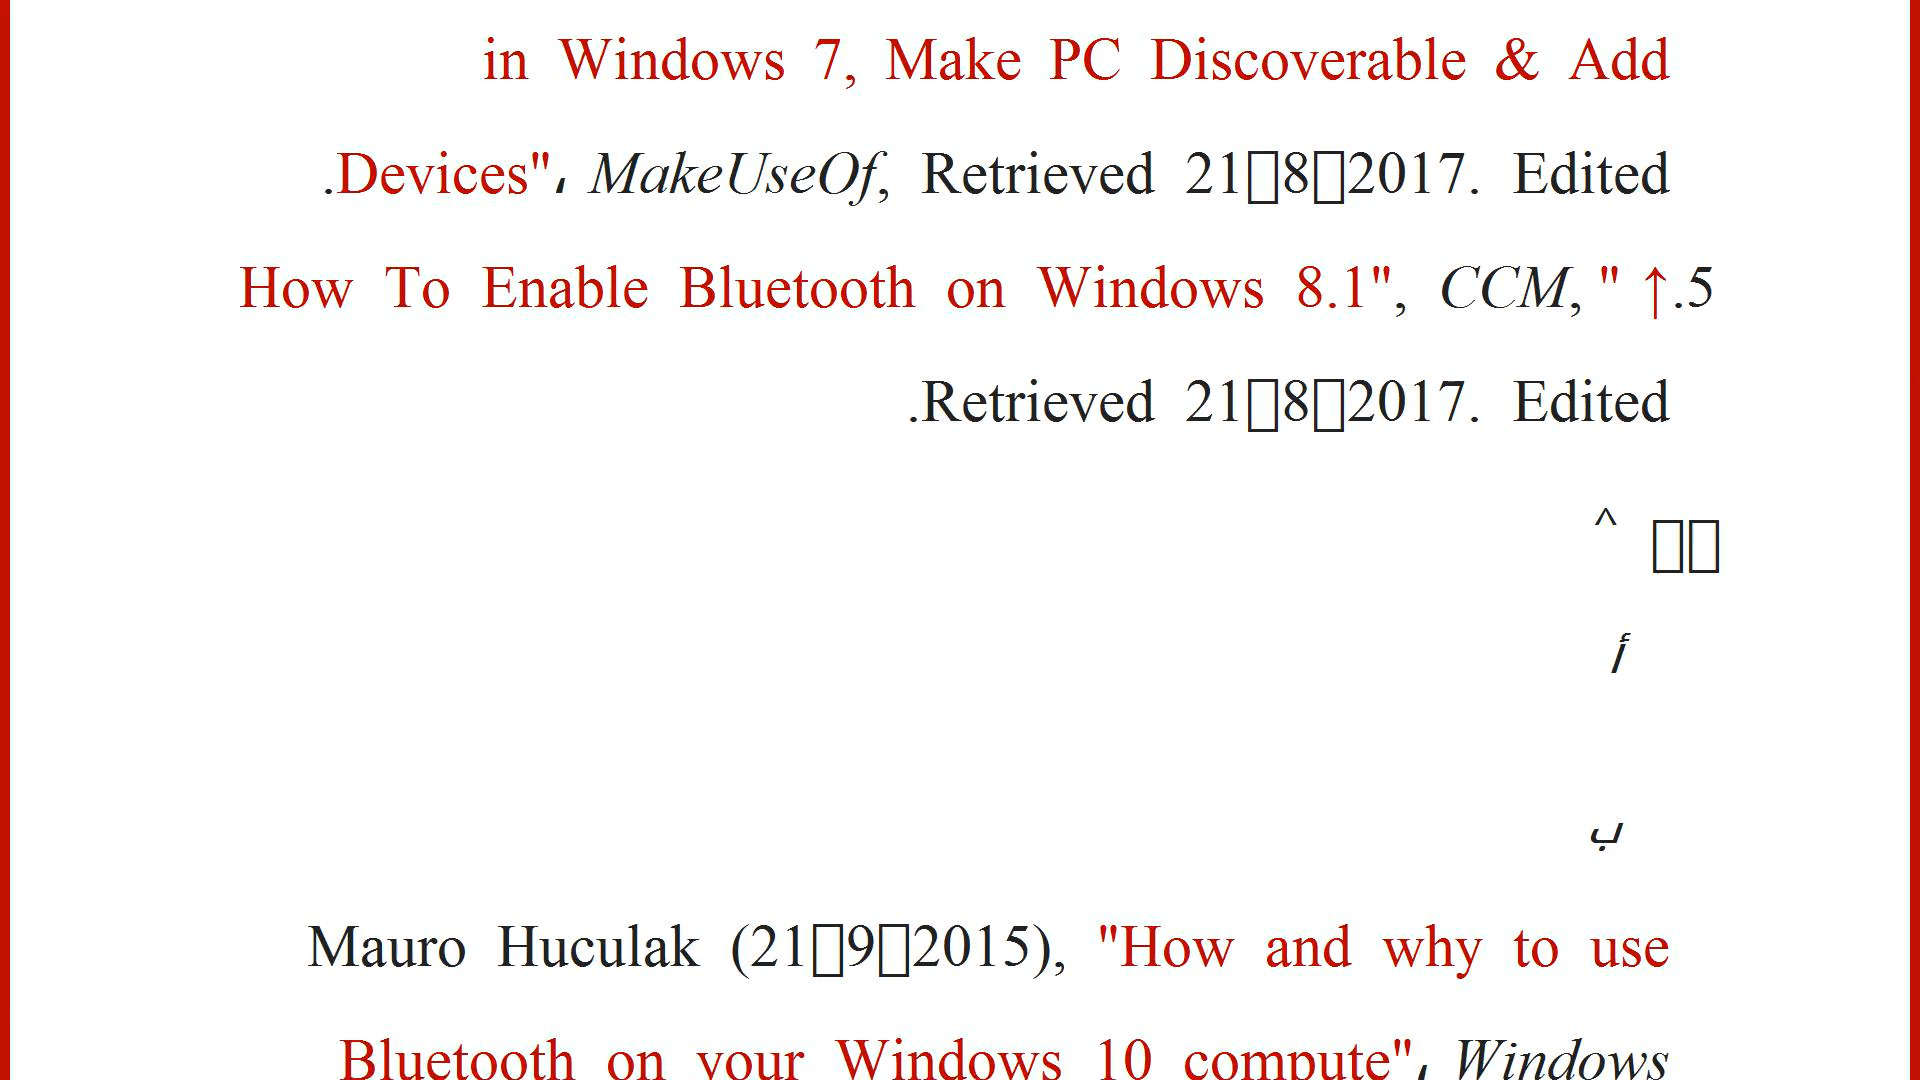 in Windows 7, Make PC Discoverable & Add
.Devices"، MakeUseOf, Retrieved 21▯8▯2017. Edited
How To Enable Bluetooth on Windows 8.1", CCM, " ↑.5
.Retrieved 21▯8▯2017. Edited
^ ▯▯
أ
ب
Mauro Huculak (21▯9▯2015), "How and why to use
Bluetooth on your Windows 10 compute"، Windows